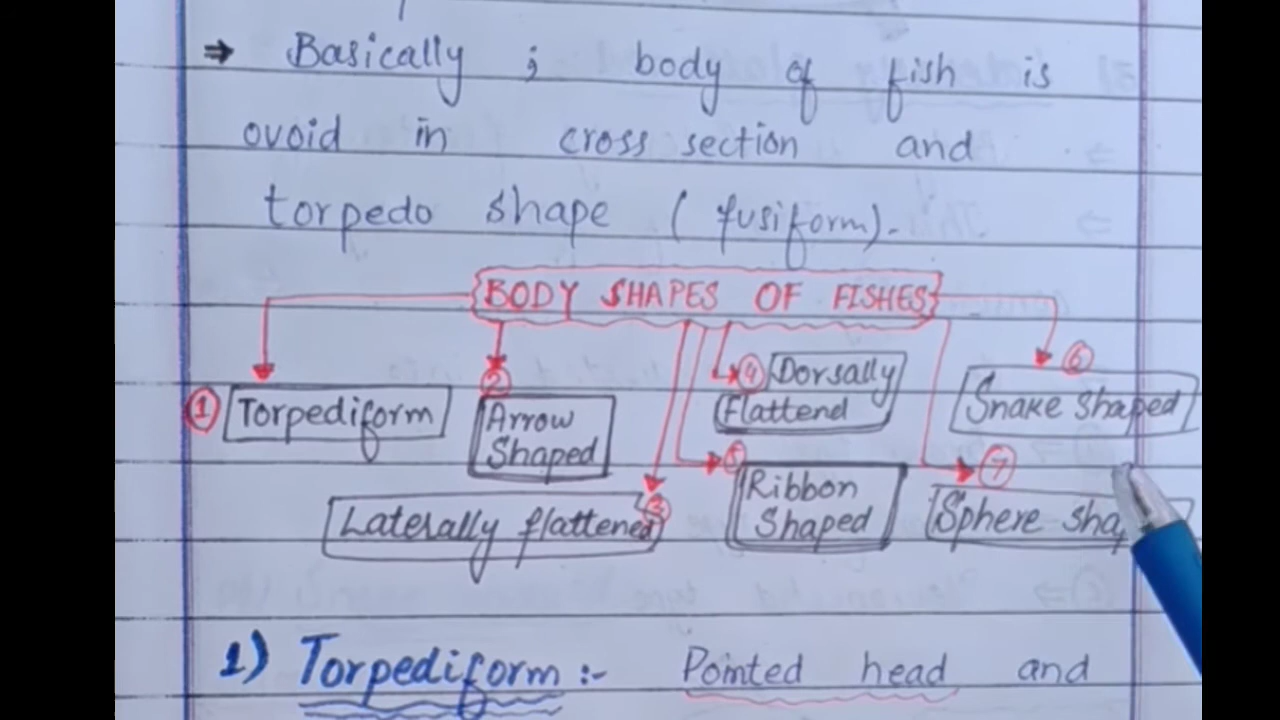 ⇒ Basically ; body of fish is
ovoid in cross section and
torpedo shape ( fusiform).
BODY SHAPES OF FISHES
① Torpediform
② Arrow
Shaped
③ Laterally flattened
④ Dorsally
Flattend
⑤ Ribbon
Shaped
⑥ Snake shaped
⑦ Sphere
1) Torpediform :- Pointed head and